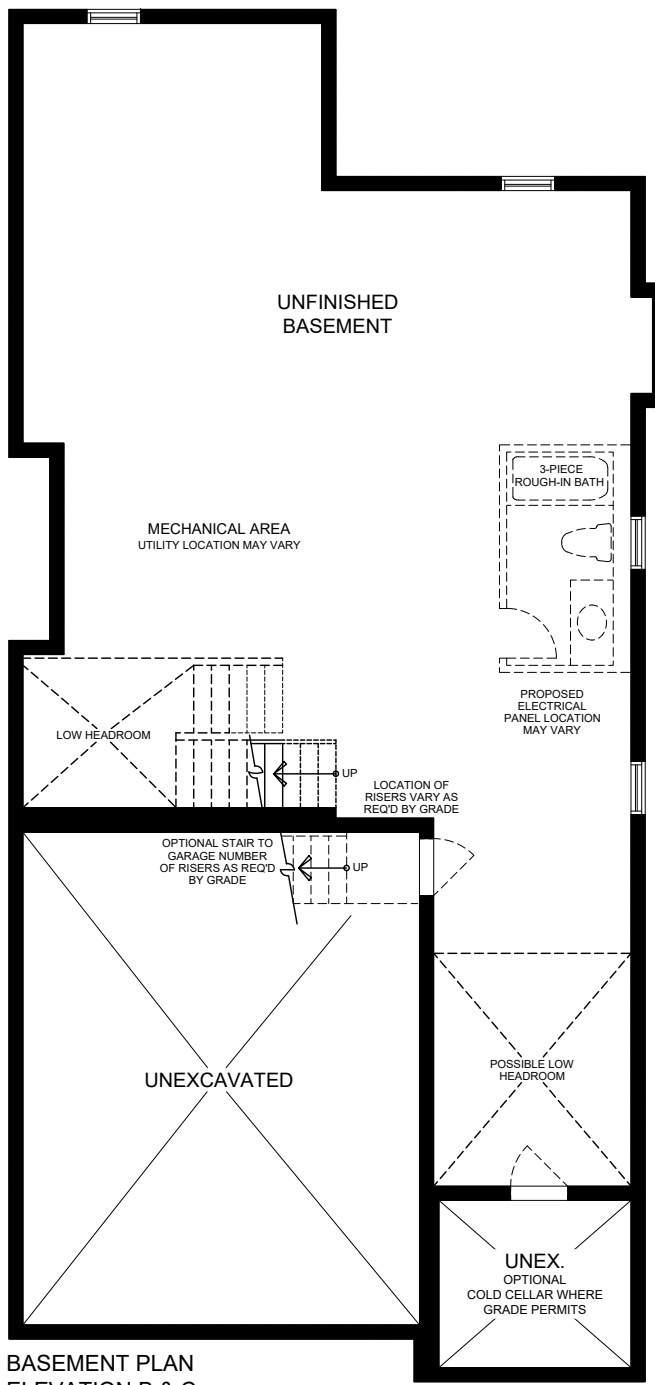 UNFINISHED
BASEMENT
3-PIECE
ROUGH-IN BATH
MECHANICAL AREA
UTILITY LOCATION MAY VARY
PROPOSED
ELECTRICAL
PANEL LOCATION
MAY VARY
LOW HEADROOM
UP
LOCATION OF
RISERS VARY AS
REQ'D BY GRADE
OPTIONAL STAIR TO
GARAGE NUMBER
OF RISERS AS REQ'D
BY GRADE
UP
UNEXCAVATED
POSSIBLE LOW
HEADROOM
UNEX.
OPTIONAL
COLD CELLAR WHERE
GRADE PERMITS
BASEMENT PLAN
ELEVATION B & C